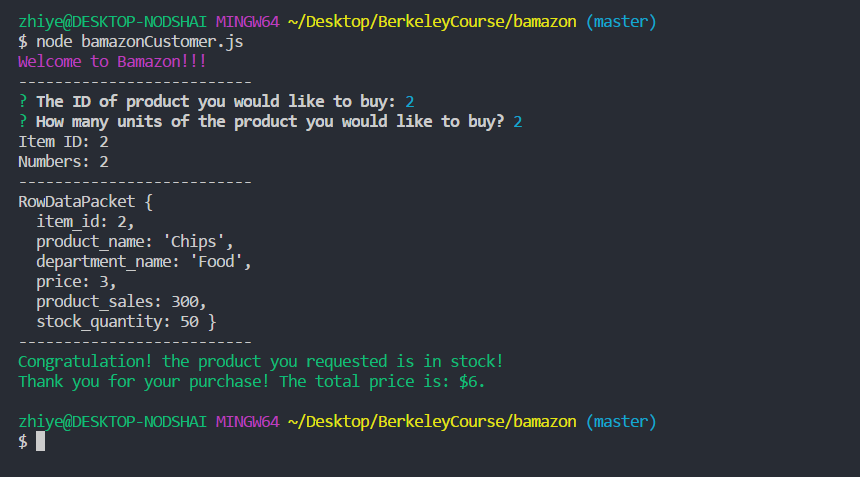 zhiye@DESKTOP-NODSHAI MINGW64 ~/Desktop/BerkeleyCourse/bamazon (master)
$ node bamazonCustomer.js
Welcome to Bamazon!!!
--------------------------
? The ID of product you would like to buy: 2
? How many units of the product you would like to buy? 2
Item ID: 2
Numbers: 2
--------------------------
RowDataPacket {
  item_id: 2,
  product_name: 'Chips',
  department_name: 'Food',
  price: 3,
  product_sales: 300,
  stock_quantity: 50 }
--------------------------
Congratulation! the product you requested is in stock!
Thank you for your purchase! The total price is: $6.
zhiye@DESKTOP-NODSHAI MINGW64 ~/Desktop/BerkeleyCourse/bamazon (master)
$